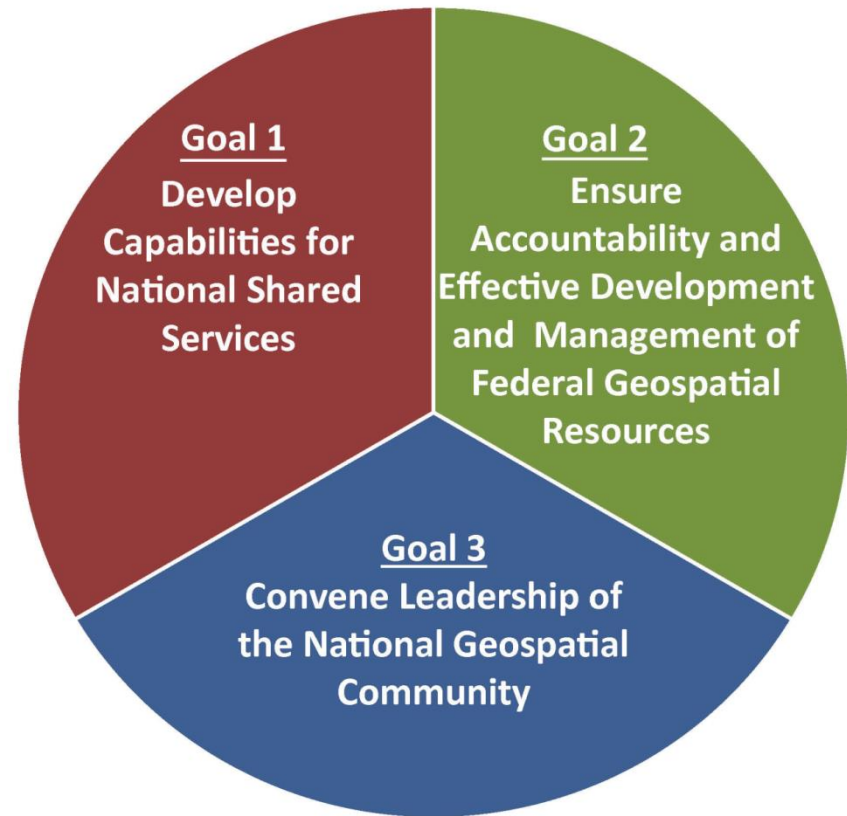 Goal 1
Develop
Capabilities for
National Shared
Services
Goal 2
Ensure
Accountability and
Effective Development
and Management of
Federal Geospatial
Resources
Goal 3
Convene Leadership of
the National Geospatial
Community